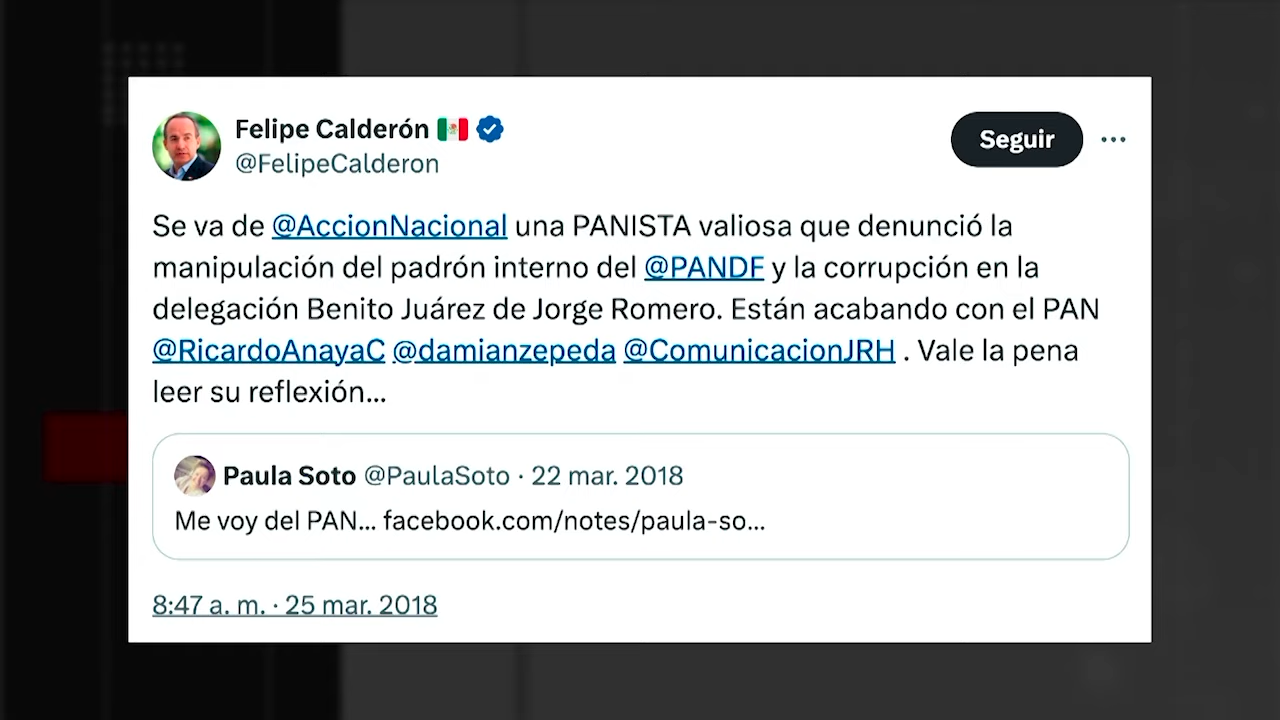 Felipe Calderón 🇲🇽
@FelipeCalderon
Seguir
Se va de @AccionNacional una PANISTA valiosa que denunció la
manipulación del padrón interno del @PANDF y la corrupción en la
delegación Benito Juárez de Jorge Romero. Están acabando con el PAN
@RicardoAnayaC @damianzepeda @ComunicacionJRH . Vale la pena
leer su reflexión...
Paula Soto @PaulaSoto · 22 mar. 2018
Me voy del PAN... facebook.com/notes/paula-so...
8:47 a. m. · 25 mar. 2018